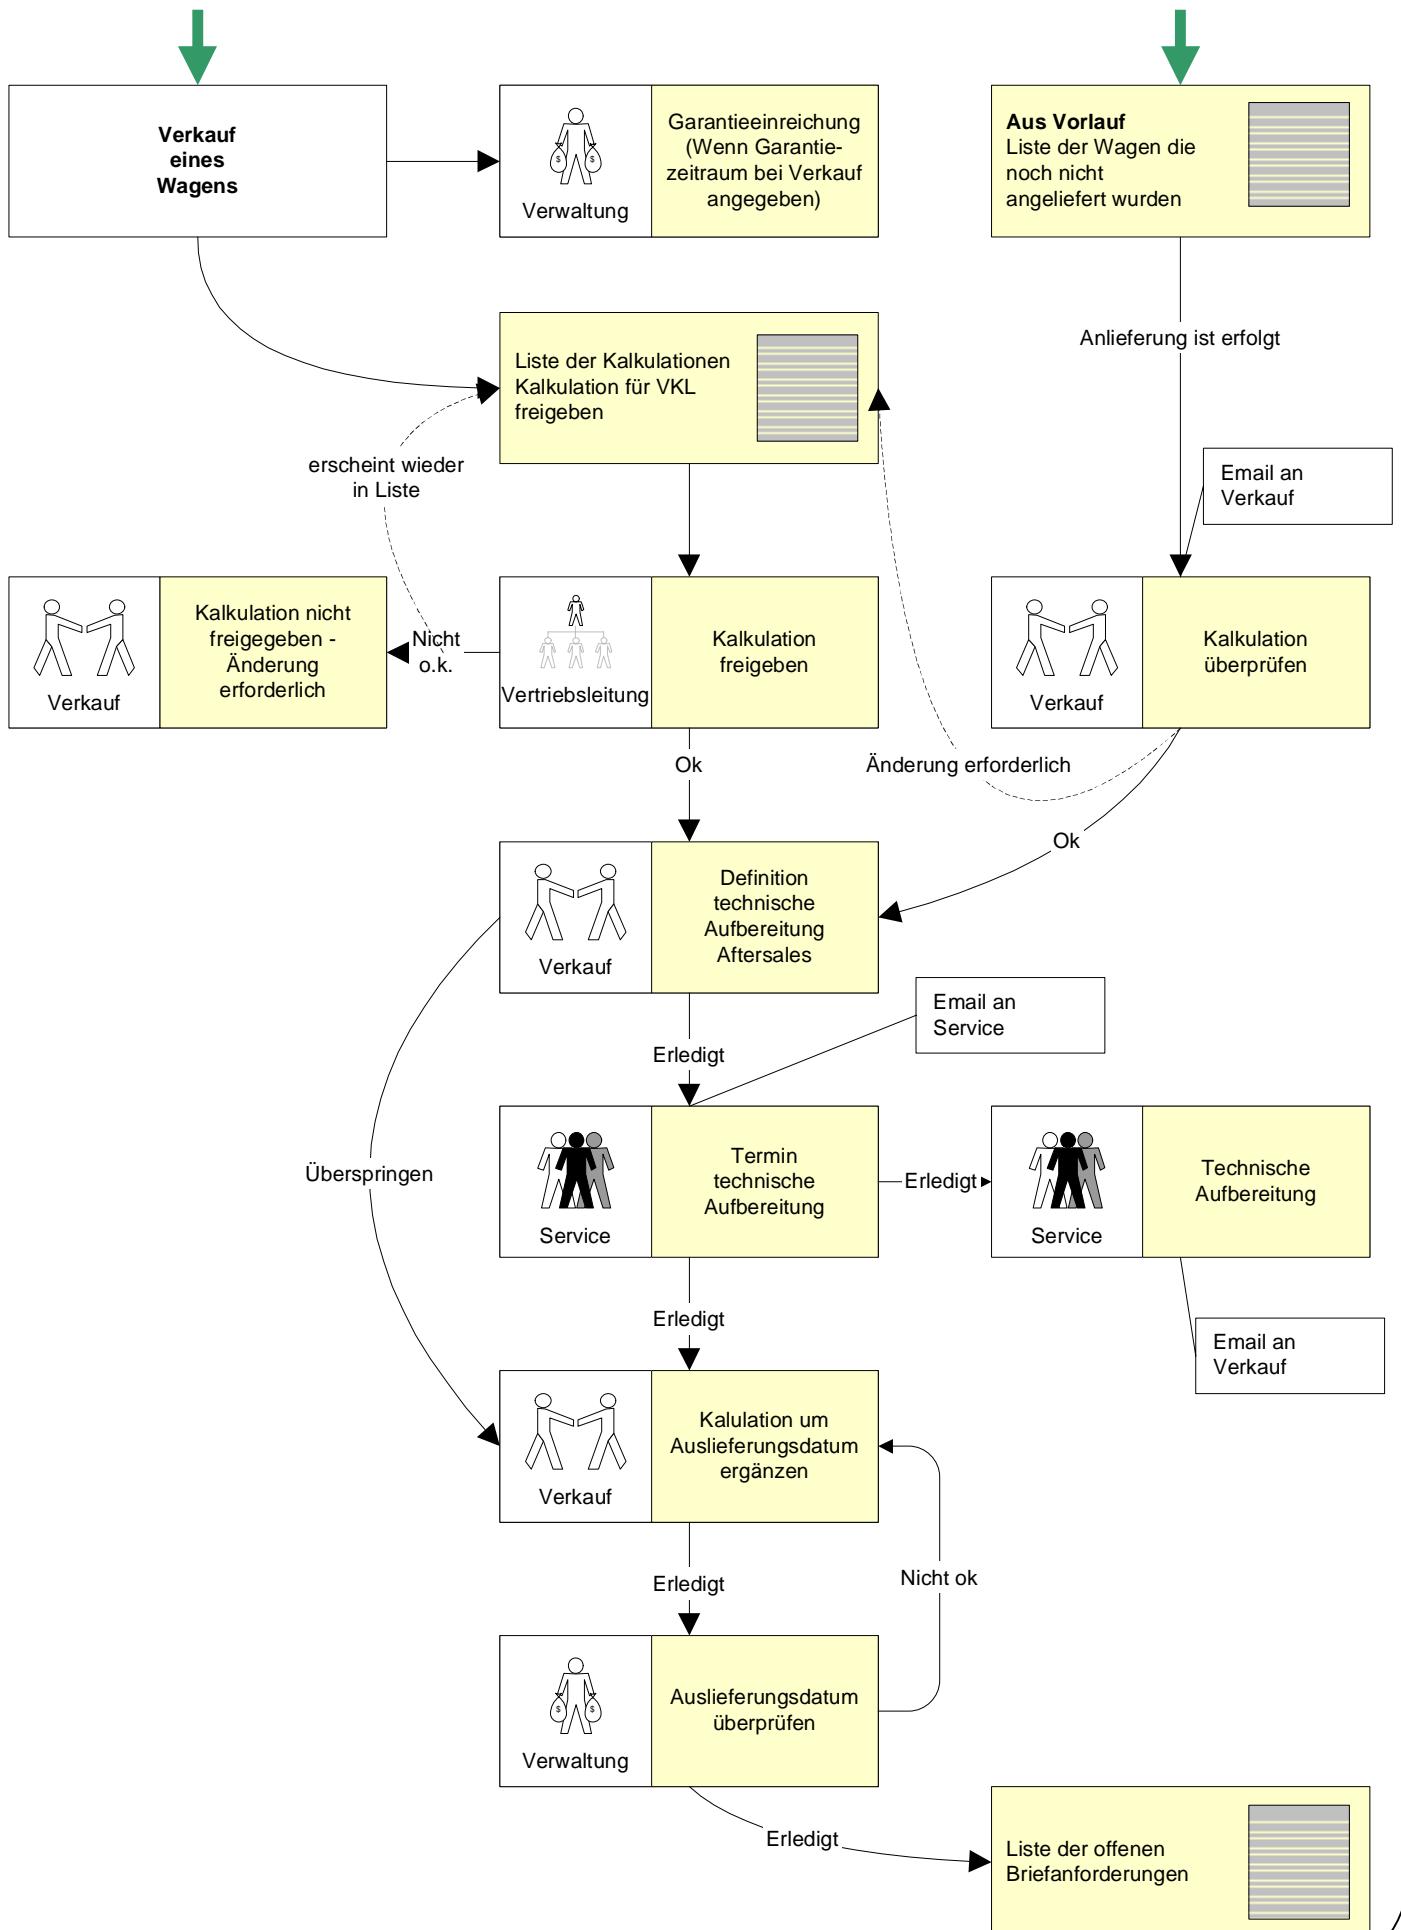 Verkauf
eines
Wagens
Verwaltung
Garantieeinreichung
(Wenn Garantie-
zeitraum bei Verkauf
angegeben)
Aus Vorlauf
Liste der Wagen die
noch nicht
angeliefert wurden
Liste der Kalkulationen
Kalkulation für VKL
freigeben
Anlieferung ist erfolgt
erscheint wieder
in Liste
Email an
Verkauf
Verkauf
Kalkulation nicht
freigegeben -
Änderung
erforderlich
Nicht
o.k.
Vertriebsleitung
Kalkulation
freigeben
Verkauf
Kalkulation
überprüfen
Ok
Änderung erforderlich
Ok
Verkauf
Definition
technische
Aufbereitung
Aftersales
Email an
Service
Erledigt
Überspringen
Service
Termin
technische
Aufbereitung
Erledigt
Service
Technische
Aufbereitung
Erledigt
Email an
Verkauf
Verkauf
Kalulation um
Auslieferungsdatum
ergänzen
Erledigt
Nicht ok
Verwaltung
Auslieferungsdatum
überprüfen
Erledigt
Liste der offenen
Briefanforderungen